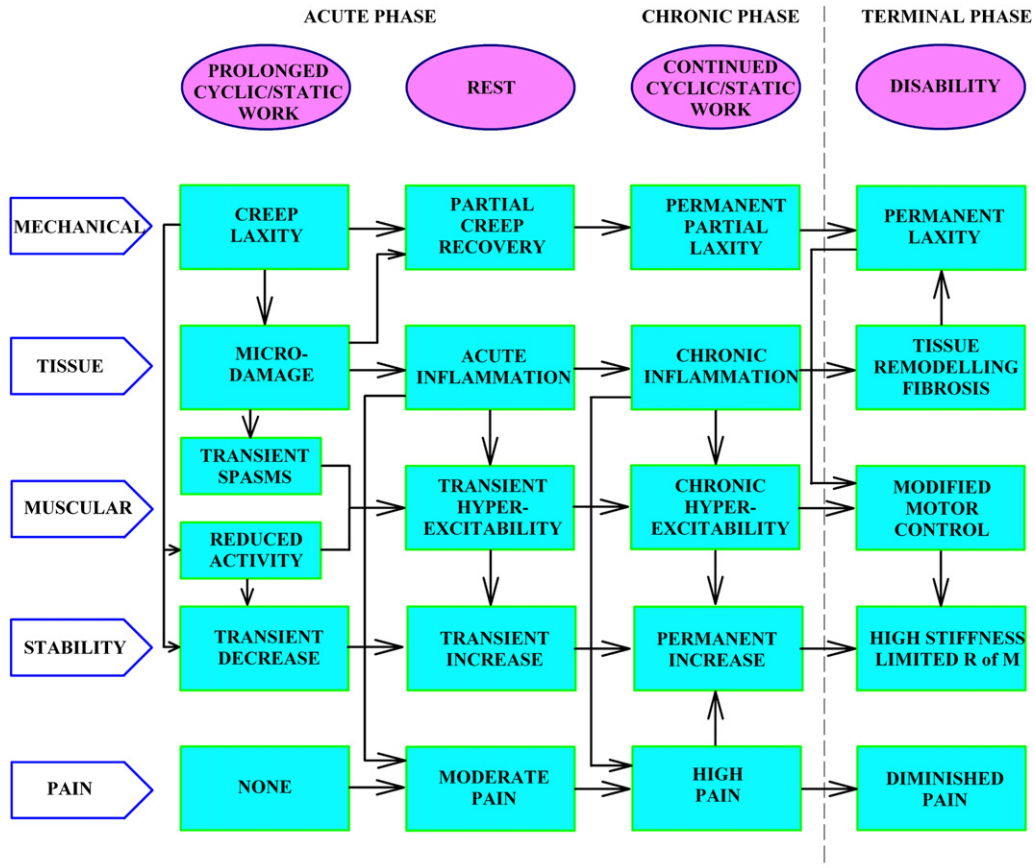 ACUTE PHASE
CHRONIC PHASE
TERMINAL PHASE
PROLONGED
CYCLIC/STATIC
WORK
REST
CONTINUED
CYCLIC/STATIC
WORK
DISABILITY
MECHANICAL
CREEP
LAXITY
PARTIAL
CREEP
RECOVERY
PERMANENT
PARTIAL
LAXITY
PERMANENT
LAXITY
TISSUE
MICRO-
DAMAGE
ACUTE
INFLAMMATION
CHRONIC
INFLAMMATION
TISSUE
REMODELLING
FIBROSIS
MUSCULAR
TRANSIENT
SPASMS
REDUCED
ACTIVITY
TRANSIENT
HYPER-
EXCITABILITY
CHRONIC
HYPER-
EXCITABILITY
MODIFIED
MOTOR
CONTROL
STABILITY
TRANSIENT
DECREASE
TRANSIENT
INCREASE
PERMANENT
INCREASE
HIGH STIFFNESS
LIMITED R of M
PAIN
NONE
MODERATE
PAIN
HIGH
PAIN
DIMINISHED
PAIN